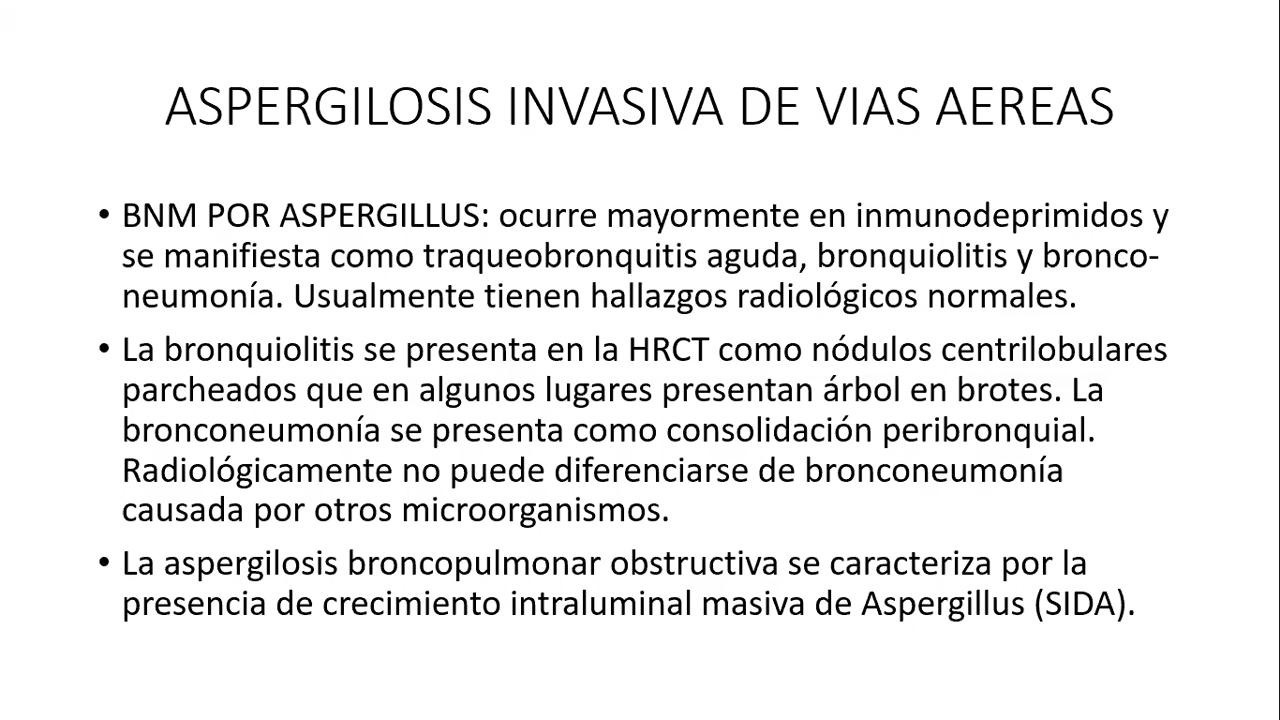 ASPERGILOSIS INVASIVA DE VIAS AEREAS
• BNM POR ASPERGILLUS: ocurre mayormente en inmunodeprimidos y
se manifiesta como traqueobronquitis aguda, bronquiolitis y bronco-
neumonía. Usualmente tienen hallazgos radiológicos normales.
• La bronquiolitis se presenta en la HRCT como nódulos centrilobulares
parcheados que en algunos lugares presentan árbol en brotes. La
bronconeumonía se presenta como consolidación peribronquial.
Radiológicamente no puede diferenciarse de bronconeumonía
causada por otros microorganismos.
• La aspergilosis broncopulmonar obstructiva se caracteriza por la
presencia de crecimiento intraluminal masiva de Aspergillus (SIDA).